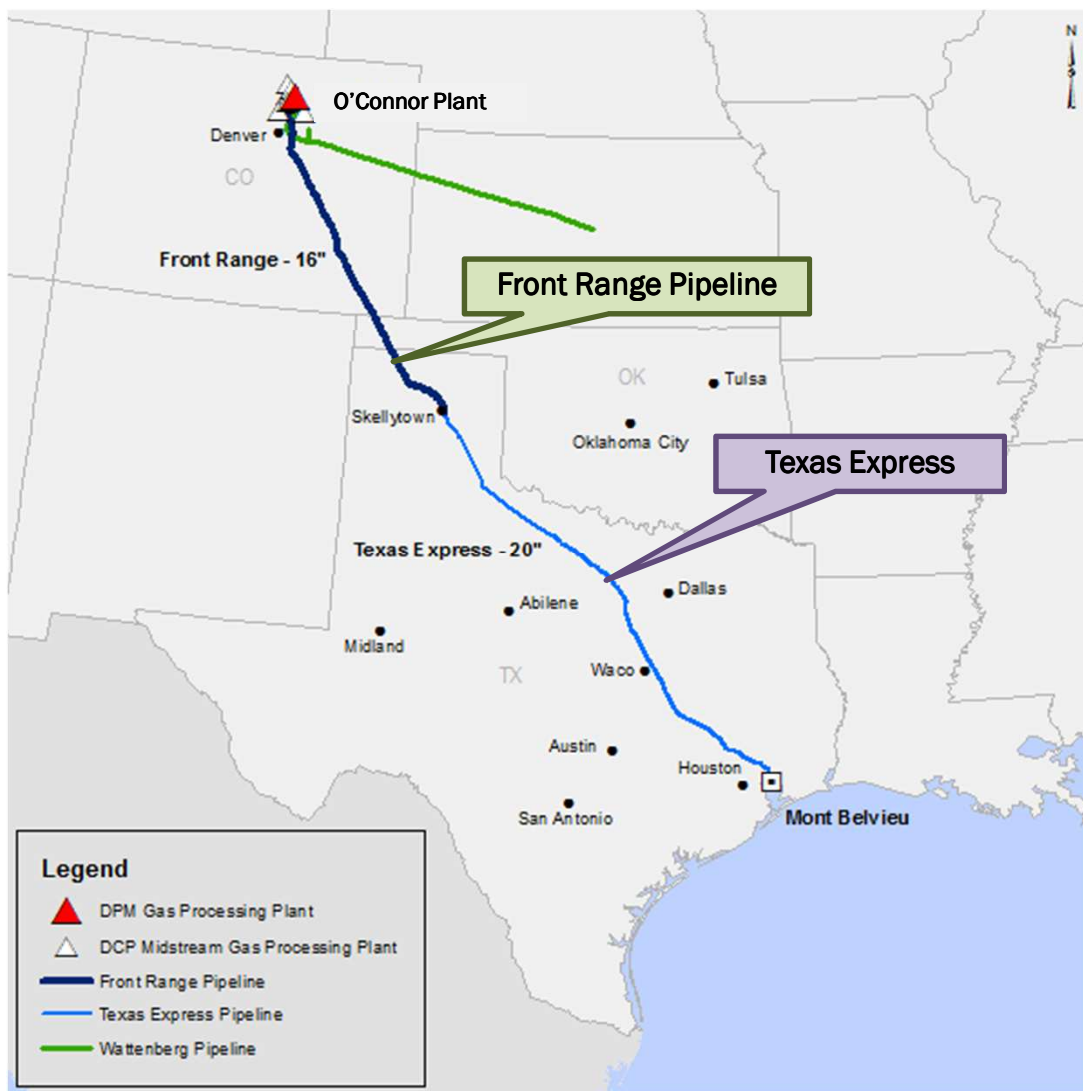 N
O'Connor Plant
Denver
CO
Front Range - 16"
Front Range Pipeline
OK
Tulsa
Skellytown
Oklahoma City
Texas Express
Texas Express - 20"
Dallas
Abilene
Midland
Waco
TX
Austin
Houston
San Antonio
Mont Belvieu
Legend
DPM Gas Processing Plant
DCP Midstream Gas Processing Plant
Front Range Pipeline
Texas Express Pipeline
Wattenberg Pipeline